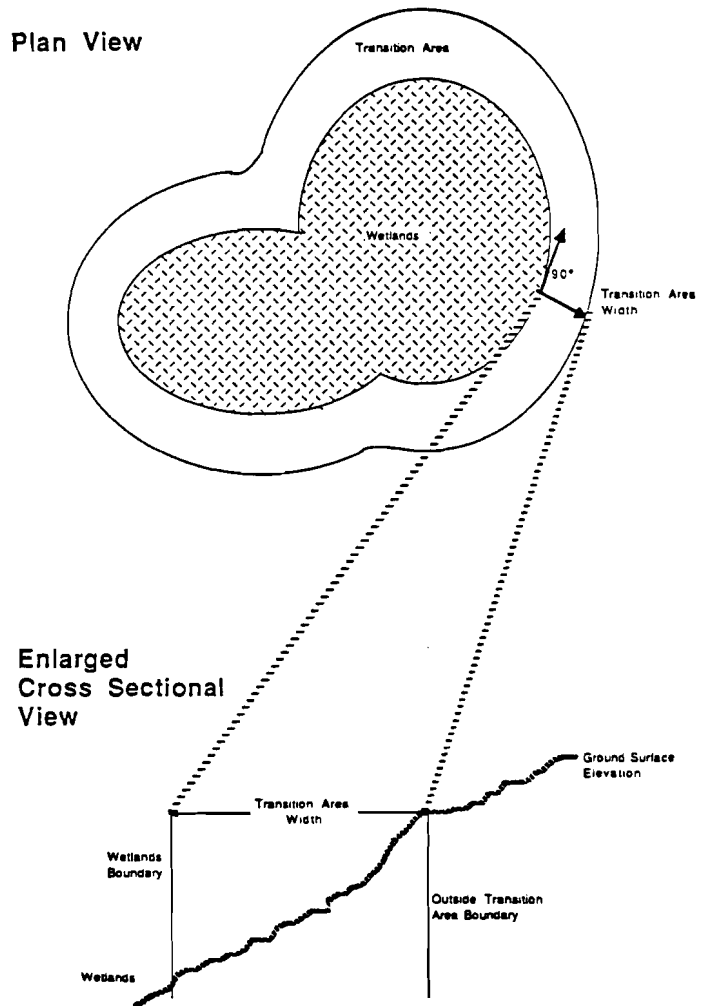 Plan View
Transition Area
Wetlands
90°
Transition Area
Width
Enlarged
Cross Sectional
View
Ground Surface
Elevation
Transition Area
Width
Wetlands
Boundary
Outside Transition
Area Boundary
Wetlands